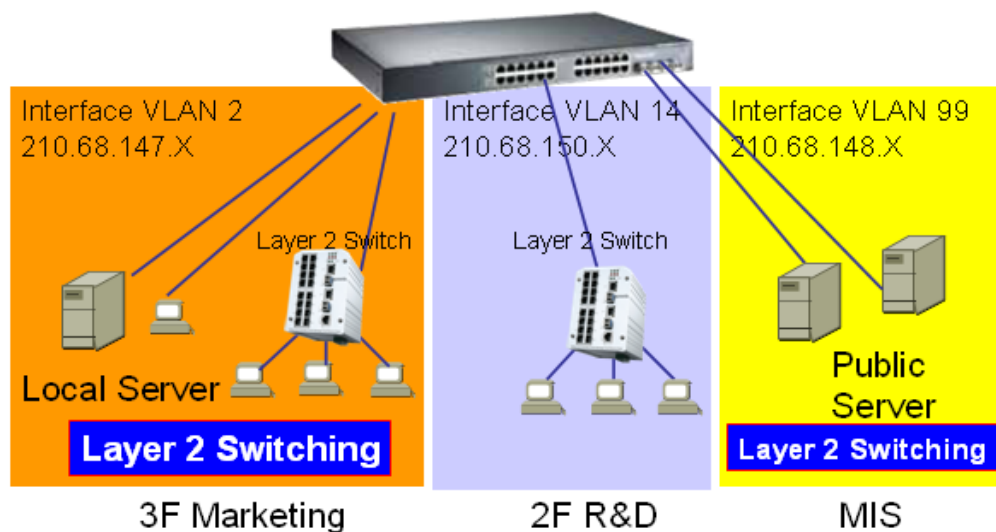 Interface VLAN 2
210.68.147.X
Interface VLAN 14
210.68.150.X
Interface VLAN 99
210.68.148.X
Layer 2 Switch
Layer 2 Switch
Local Server
Public
Server
Layer 2 Switching
Layer 2 Switching
3F Marketing
2F R&D
MIS